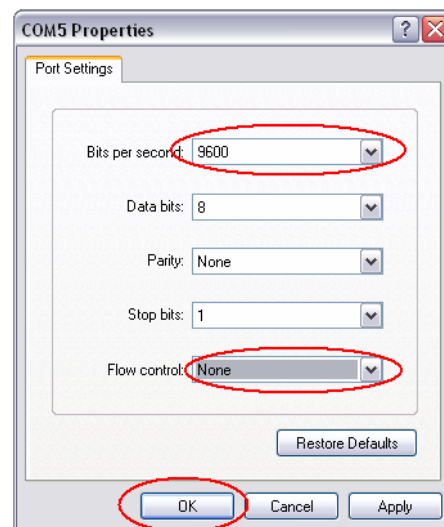 COM5 Properties
Port Settings
Bits per second: 9600
Data bits: 8
Parity: None
Stop bits: 1
Flow control: None
Restore Defaults
OK Cancel Apply